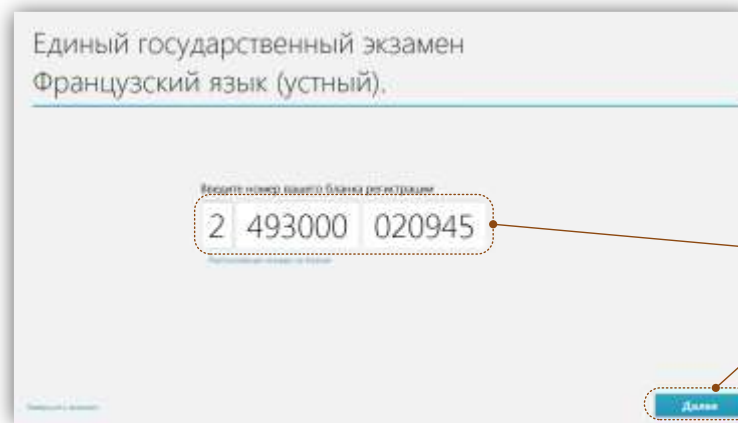 Единый государственный экзамен
Французский язык (устный).
Введите номер вашего бланка регистрации
2 493000 020945
Далее